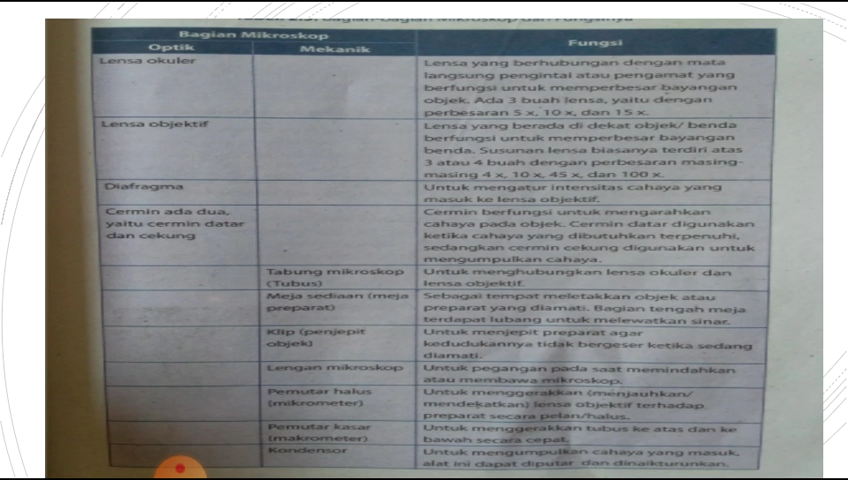 Bagian-Bagian Mikroskop dan Fungsinya
Bagian Mikroskop
Optik
Mekanik
Fungsi
Lensa okuler
Lensa yang berhubungan dengan mata
langsung pengintai atau pengamat yang
berfungsi untuk memperbesar bayangan
objek. Ada 3 buah lensa, yaitu dengan
perbesaran 5 x, 10 x, dan 15 x.
Lensa objektif
Lensa yang berada di dekat objek/ benda
berfungsi untuk memperbesar bayangan
benda. Susunan lensa biasanya terdiri atas
3 atau 4 buah dengan perbesaran masing-
masing 4 x, 10 x, 45 x, dan 100 x.
Diafragma
Untuk mengatur intensitas cahaya yang
masuk ke lensa objektif.
Cermin ada dua,
yaitu cermin datar
dan cekung
Cermin berfungsi untuk mengarahkan
cahaya pada objek. Cermin datar digunakan
ketika cahaya yang dibutuhkan terpenuhi,
sedangkan cermin cekung digunakan untuk
mengumpulkan cahaya.
Tabung mikroskop
(Tubus)
Untuk menghubungkan lensa okuler dan
lensa objektif.
Meja sediaan (meja
preparat)
Sebagai tempat meletakkan objek atau
preparat yang diamati. Bagian tengah meja
terdapat lubang untuk melewatkan sinar.
Klip (penjepit
objek)
Untuk menjepit preparat agar
kedudukannya tidak bergeser ketika sedang
diamati.
Lengan mikroskop
Untuk pegangan pada saat memindahkan
atau membawa mikroskop.
Pemutar halus
(mikrometer)
Untuk menggerakkan (menjauhkan/
mendekatkan) lensa objektif terhadap
preparat secara pelan/halus.
Pemutar kasar
(makrometer)
Untuk menggerakkan tubus ke atas dan ke
bawah secara cepat.
Kondensor
Untuk mengumpulkan cahaya yang masuk,
alat ini dapat diputar dan dinaikturunkan.